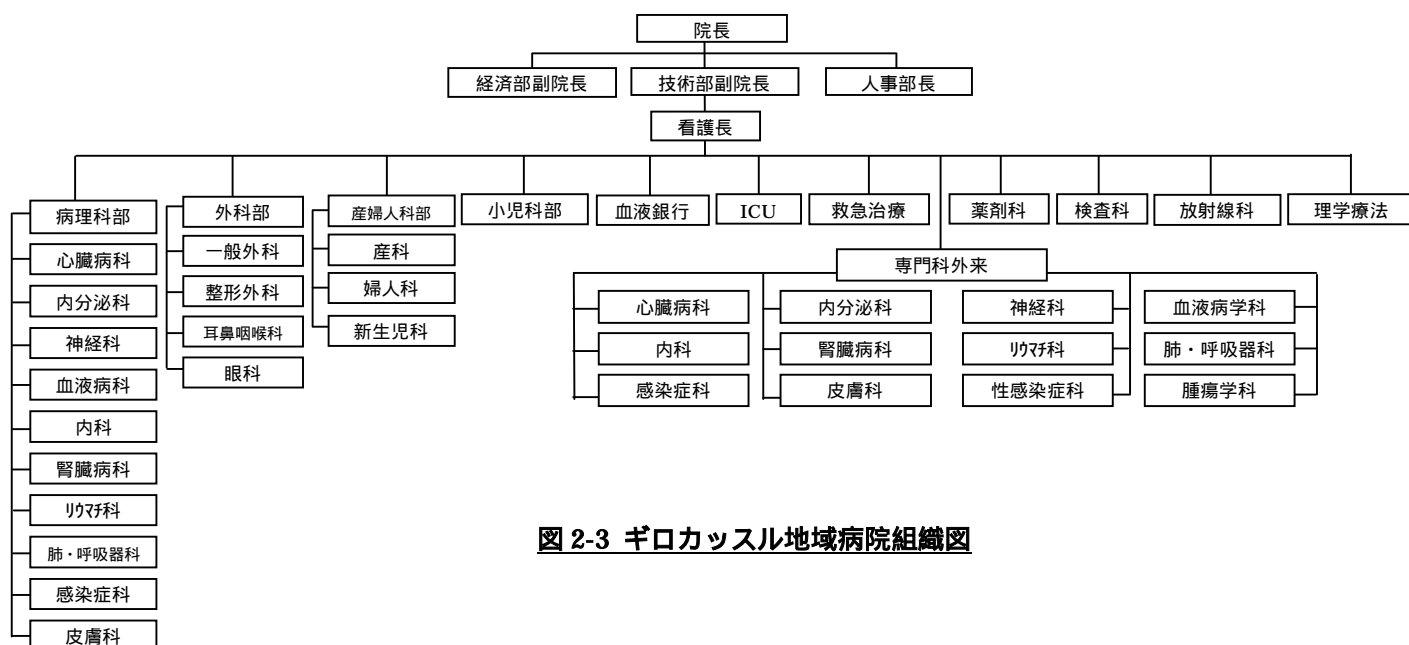 院長
経済部副院長
技術部副院長
人事部長
看護長
病理科部
心臓病科
内分泌科
神経科
血液病科
内科
腎臓病科
リウマチ科
肺・呼吸器科
感染症科
皮膚科
外科部
一般外科
整形外科
耳鼻咽喉科
眼科
産婦人科部
産科
婦人科
新生児科
小児科部
血液銀行
ICU
救急治療
薬剤科
検査科
放射線科
理学療法
専門科外来
心臓病科
内科
感染症科
内分泌科
腎臓病科
皮膚科
神経科
リウマチ科
性感染症科
血液病学科
肺・呼吸器科
腫瘍学科
図 2-3 ギロカッスル地域病院組織図